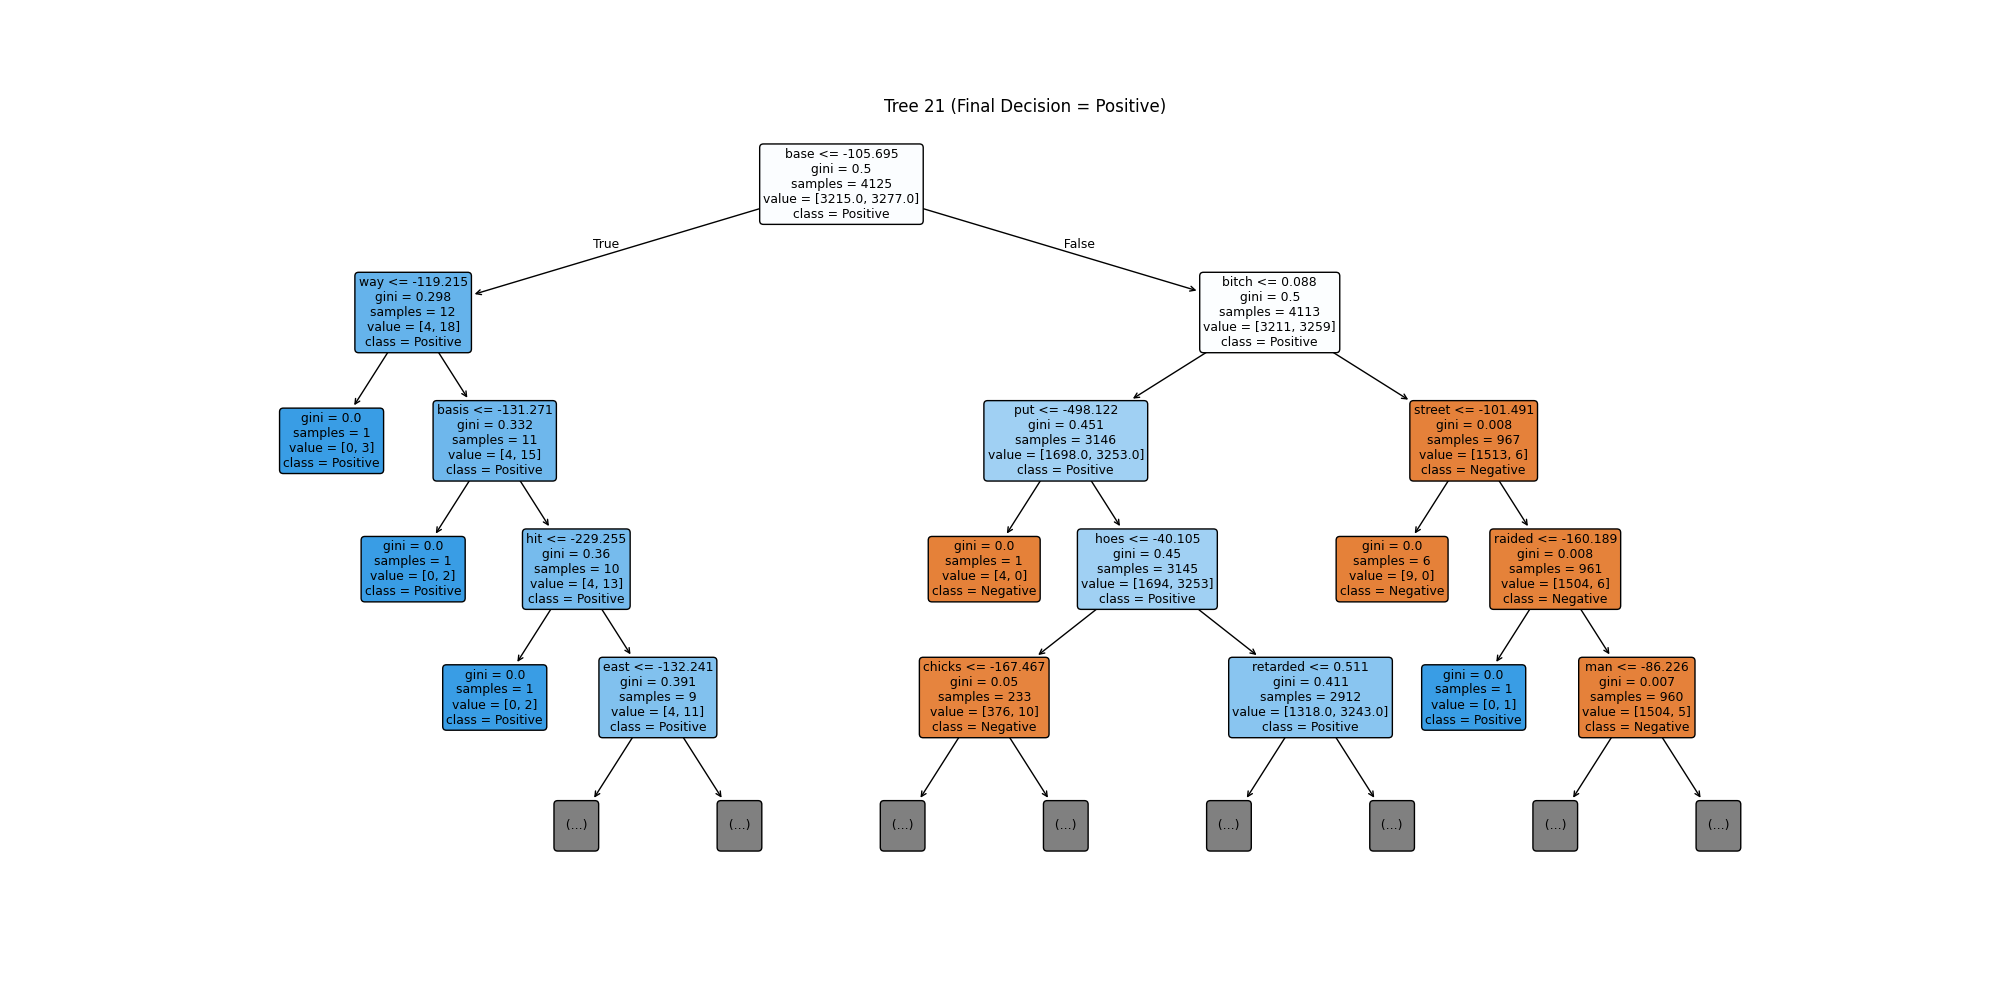 Tree 21 (Final Decision = Positive)
base <= -105.695
gini = 0.5
samples = 4125
value = [3215.0, 3277.0]
class = Positive
True
False
way <= -119.215
gini = 0.298
samples = 12
value = [4, 18]
class = Positive
bitch <= 0.088
gini = 0.5
samples = 4113
value = [3211, 3259]
class = Positive
gini = 0.0
samples = 1
value = [0, 3]
class = Positive
basis <= -131.271
gini = 0.332
samples = 11
value = [4, 15]
class = Positive
put <= -498.122
gini = 0.451
samples = 3146
value = [1698.0, 3253.0]
class = Positive
street <= -101.491
gini = 0.008
samples = 967
value = [1513, 6]
class = Negative
gini = 0.0
samples = 1
value = [0, 2]
class = Positive
hit <= -229.255
gini = 0.36
samples = 10
value = [4, 13]
class = Positive
gini = 0.0
samples = 1
value = [4, 0]
class = Negative
hoes <= -40.105
gini = 0.45
samples = 3145
value = [1694, 3253]
class = Positive
gini = 0.0
samples = 6
value = [9, 0]
class = Negative
raided <= -160.189
gini = 0.008
samples = 961
value = [1504, 6]
class = Negative
gini = 0.0
samples = 1
value = [0, 2]
class = Positive
east <= -132.241
gini = 0.391
samples = 9
value = [4, 11]
class = Positive
chicks <= -167.467
gini = 0.05
samples = 233
value = [376, 10]
class = Negative
retarded <= 0.511
gini = 0.411
samples = 2912
value = [1318.0, 3243.0]
class = Positive
gini = 0.0
samples = 1
value = [0, 1]
class = Positive
man <= -86.226
gini = 0.007
samples = 960
value = [1504, 5]
class = Negative
(...)
(...)
(...)
(...)
(...)
(...)
(...)
(...)